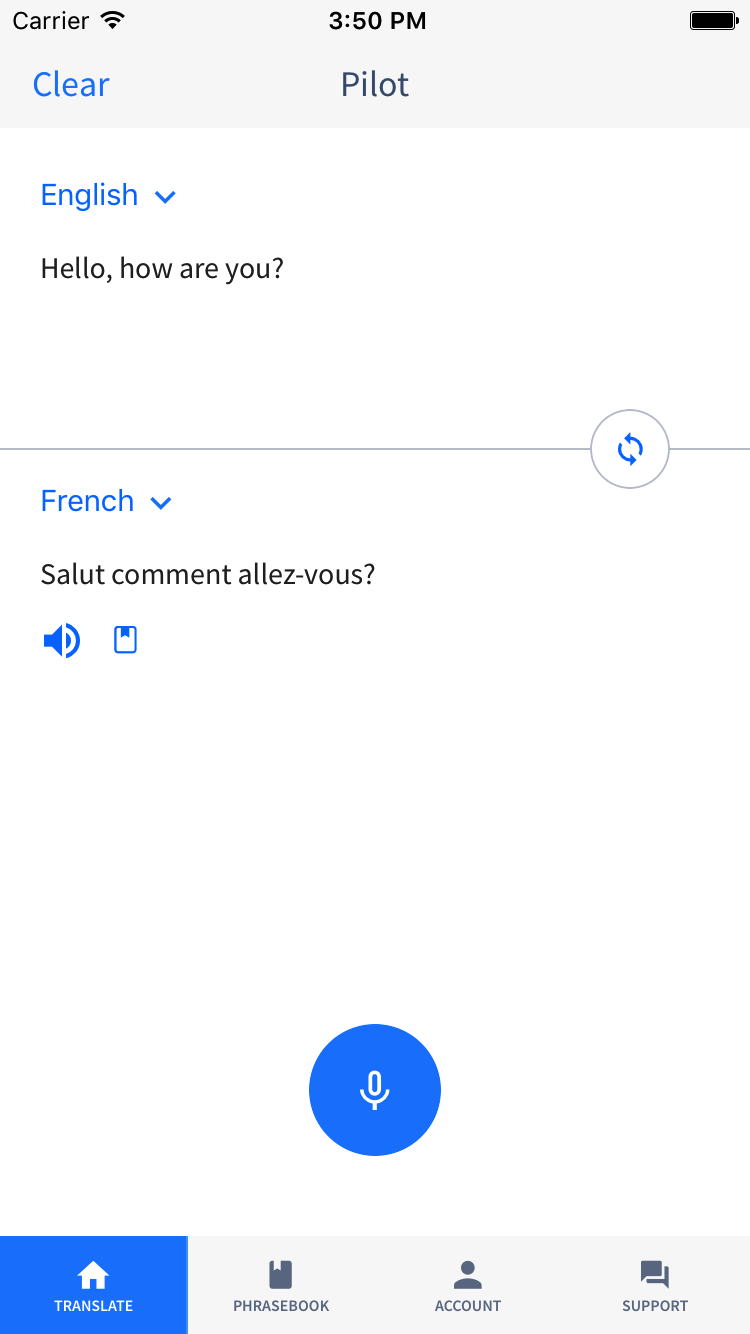 Carrier 3:50 PM
Clear Pilot
English
Hello, how are you?
French
Salut comment allez-vous?
TRANSLATE PHRASEBOOK ACCOUNT SUPPORT